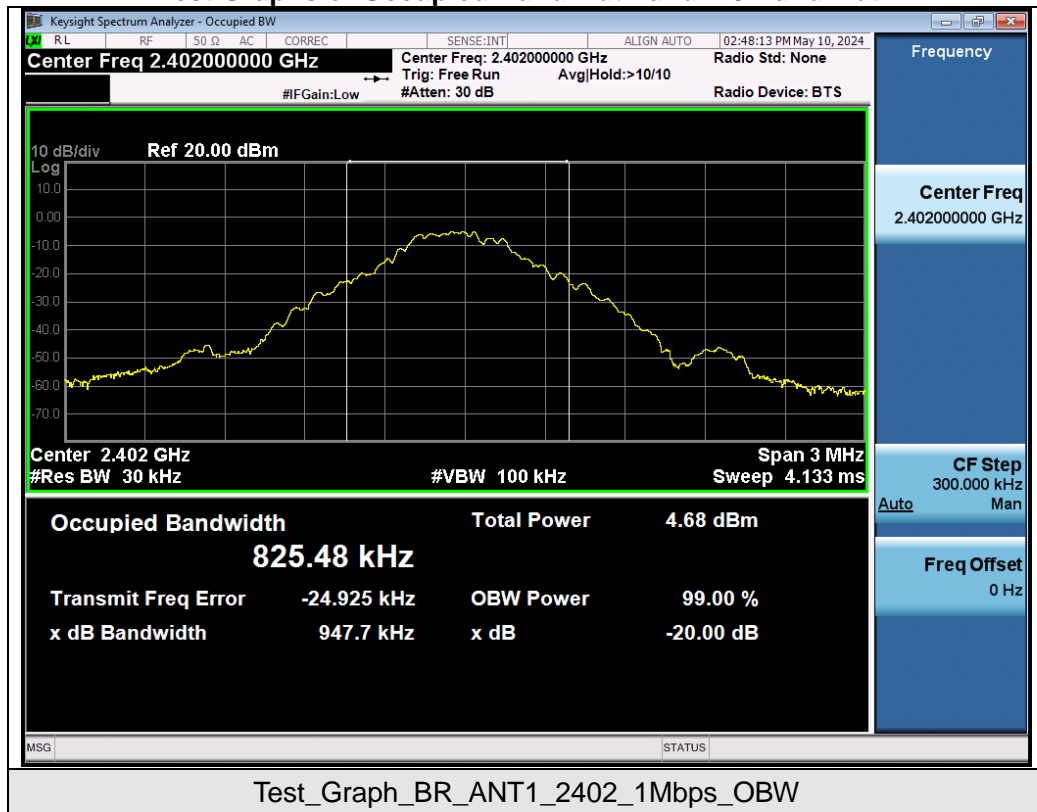 Keysight Spectrum Analyzer - Occupied BW
LXI RL RF 50 Ω AC CORREC SENSE:INT ALIGN AUTO 02:48:13 PM May 10, 2024
Center Freq 2.402000000 GHz
Center Freq: 2.402000000 GHz
Radio Std: None
Trig: Free Run Avg|Hold:>10/10
#IFGain:Low
#Atten: 30 dB
Radio Device: BTS
Frequency
10 dB/div Ref 20.00 dBm
Log
10.0
0.00
-10.0
-20.0
-30.0
-40.0
-50.0
-60.0
-70.0
Center 2.402 GHz Span 3 MHz
#Res BW 30 kHz #VBW 100 kHz Sweep 4.133 ms
Center Freq
2.402000000 GHz
CF Step
300.000 kHz
Auto Man
Freq Offset
0 Hz
Occupied Bandwidth Total Power 4.68 dBm
825.48 kHz
Transmit Freq Error -24.925 kHz OBW Power 99.00 %
x dB Bandwidth 947.7 kHz x dB -20.00 dB
MSG STATUS
Test_Graph_BR_ANT1_2402_1Mbps_OBW